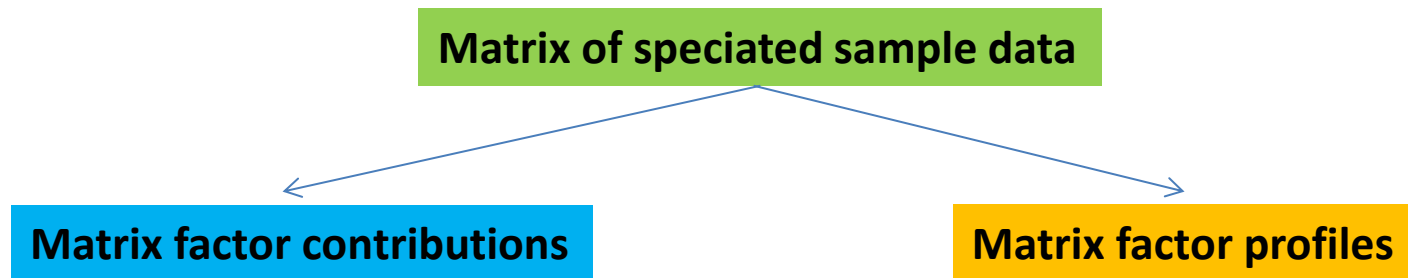 Matrix of speciated sample data
Matrix factor contributions
Matrix factor profiles